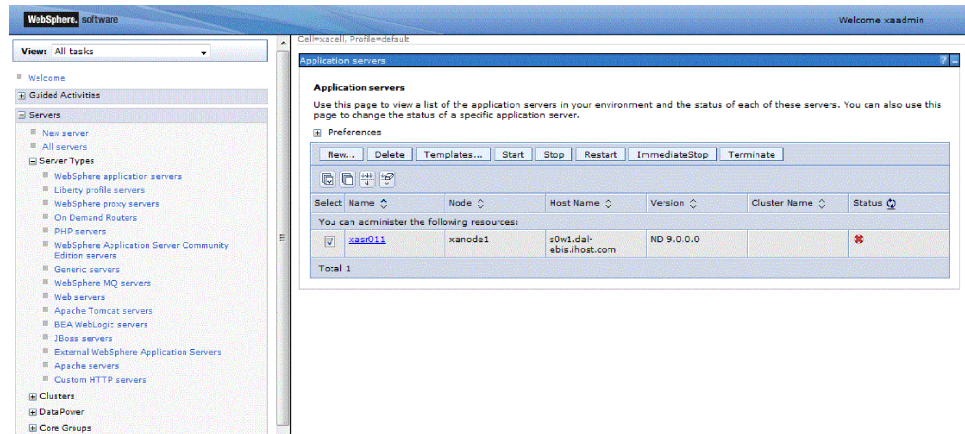 WebSphere. software
Welcome xaadmin
View: All tasks
Welcome
Guided Activities
Servers
New server
All servers
Server Types
WebSphere application servers
Liberty profile servers
WebSphere proxy servers
On Demand Routers
PHP servers
WebSphere Application Server Community
Edition servers
Generic servers
WebSphere MQ servers
Web servers
Apache Tomcat servers
BEA WebLogic servers
JBoss servers
External WebSphere Application Servers
Apache servers
Custom HTTP servers
Clusters
DataPower
Core Groups
Cell=xacell, Profile=default
Application servers
? -
Application servers
Use this page to view a list of the application servers in your environment and the status of each of these servers. You can also use this
page to change the status of a specific application server.
Preferences
New... Delete Templates... Start Stop Restart ImmediateStop Terminate
Select Name Node Host Name Version Cluster Name Status
You can administer the following resources:
xasr011 xanode1 s0w1.dal- ND 9.0.0.0
ebis.ihost.com
Total 1